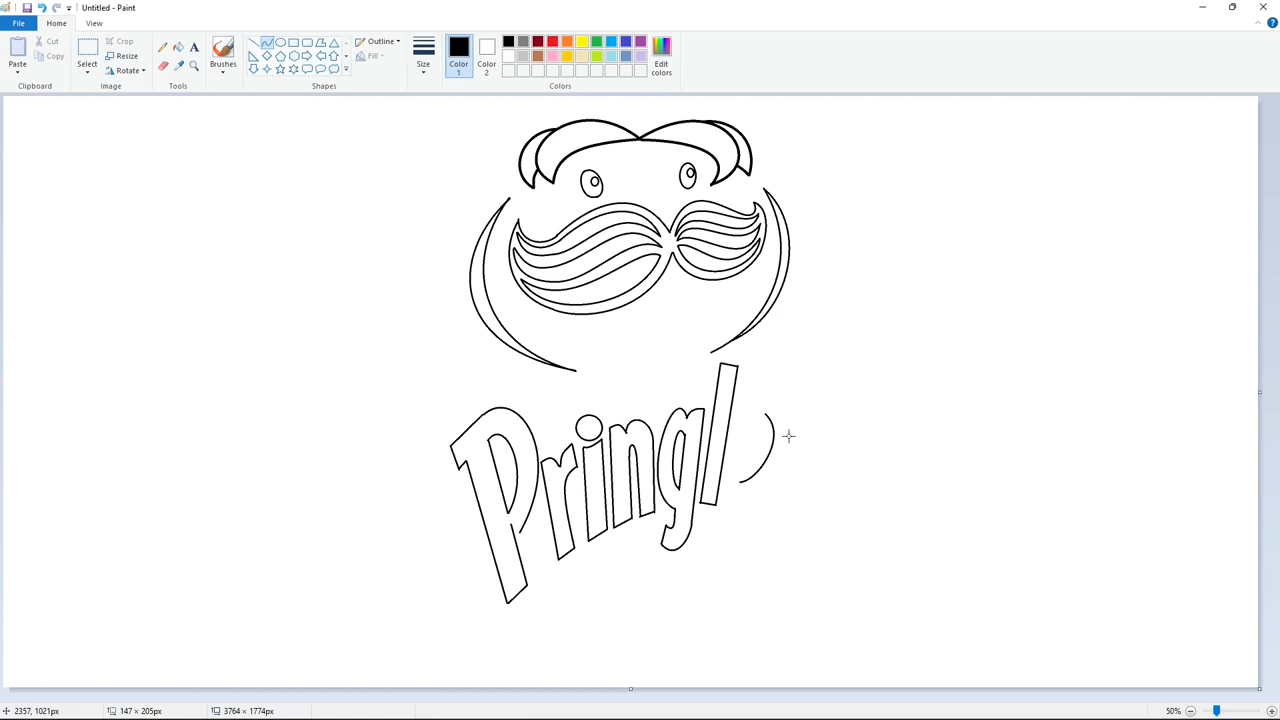 Untitled - Paint
File Home View
Paste Cut Copy Clipboard
Select Crop Resize Rotate Image
Tools
Brushes
Outline Fill Shapes
Size
Color 1 Color 2 Edit colors Colors
Pringl
2357, 1021px 147 × 205px 3764 × 1774px 50%